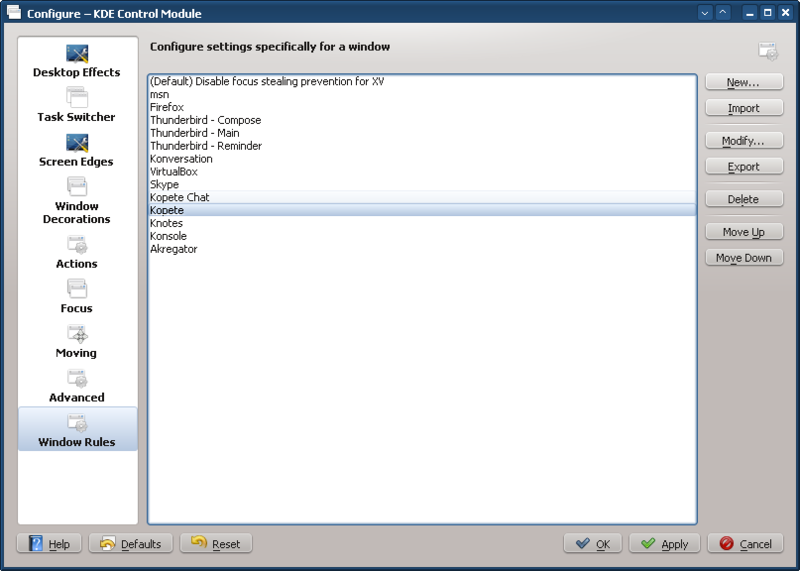 Configure – KDE Control Module
Desktop Effects
Task Switcher
Screen Edges
Window
Decorations
Actions
Focus
Moving
Advanced
Window Rules
Configure settings specifically for a window
(Default) Disable focus stealing prevention for XV
msn
Firefox
Thunderbird - Compose
Thunderbird - Main
Thunderbird - Reminder
Konversation
VirtualBox
Skype
Kopete Chat
Kopete
Knotes
Konsole
Akregator
New...
Import
Modify...
Export
Delete
Move Up
Move Down
Help
Defaults
Reset
OK
Apply
Cancel